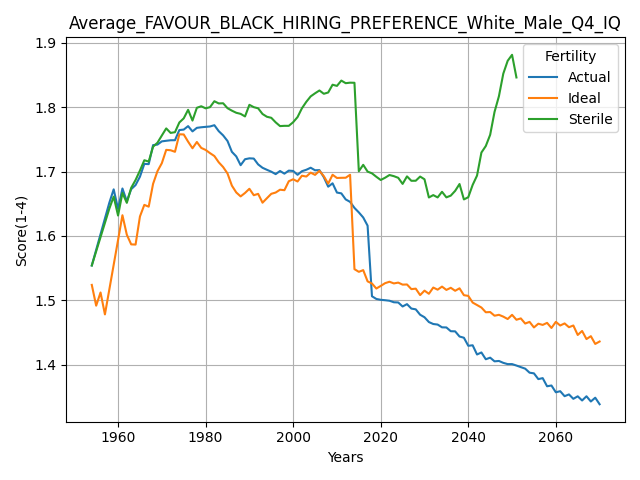 Average_FAVOUR_BLACK_HIRING_PREFERENCE_White_Male_Q4_IQ
1.9
1.8
1.7
1.6
1.5
1.4
Score(1-4)
Fertility
Actual
Ideal
Sterile
1960 1980 2000 2020 2040 2060
Years